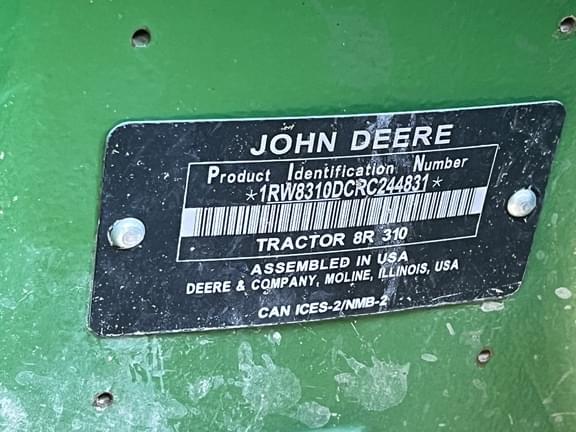 JOHN DEERE
Product Identification Number
*1RW8310DCRC244831*
TRACTOR 8R 310
ASSEMBLED IN USA
DEERE & COMPANY, MOLINE, ILLINOIS, USA
CAN ICES-2/NMB-2